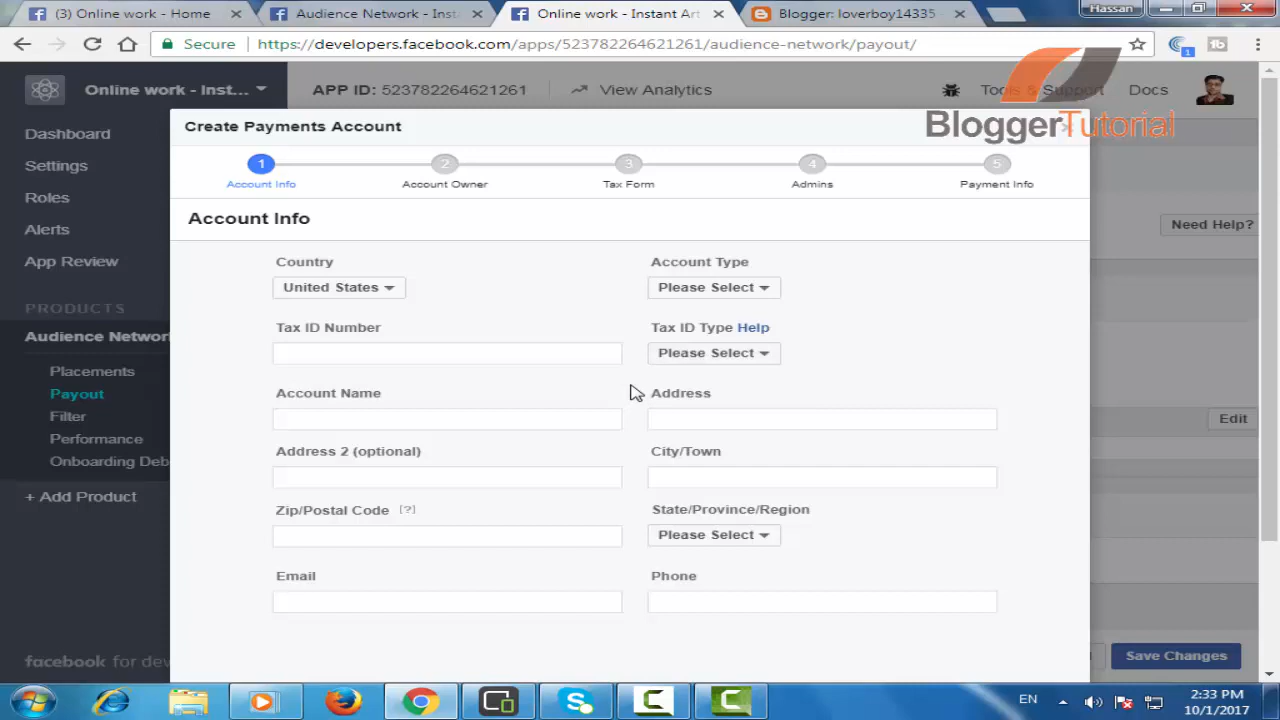 (3) Online work - Home
Audience Network - Inst
Online work - Instant Art
Blogger: loverboy14335
Hassan
Secure
https://developers.facebook.com/apps/523782264621261/audience-network/payout/
1
Online work - Inst...
APP ID: 523782264621261
View Analytics
Tools & Support
Docs
BloggerTutorial
Dashboard
Settings
Roles
Alerts
App Review
PRODUCTS
Audience Network
Placements
Payout
Filter
Performance
Onboarding Deb
+ Add Product
facebook for dev
Create Payments Account
1
2
3
4
5
Account Info
Account Owner
Tax Form
Admins
Payment Info
Account Info
Country
Account Type
United States
Please Select
Tax ID Number
Tax ID Type Help
Please Select
Account Name
Address
Address 2 (optional)
City/Town
Zip/Postal Code [?]
State/Province/Region
Please Select
Email
Phone
Need Help?
Edit
Save Changes
EN
2:33 PM
10/1/2017